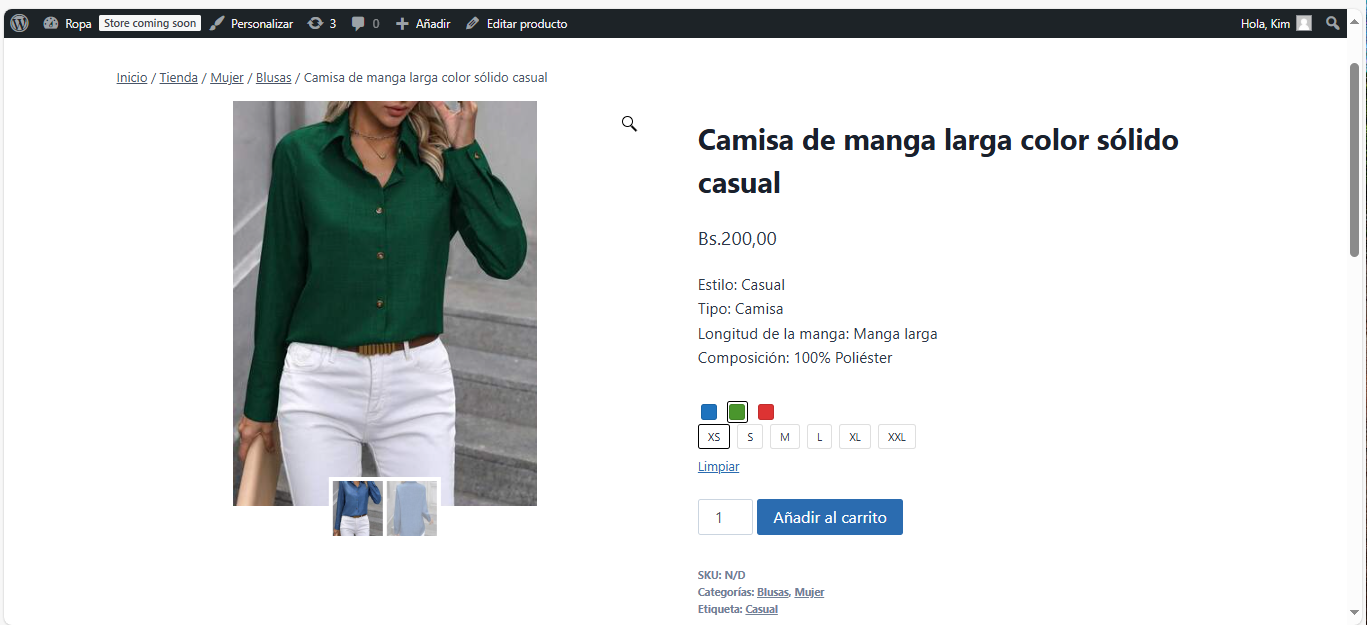 Ropa Store coming soon Personalizar 3 0 Añadir Editar producto Hola, Kim
Inicio / Tienda / Mujer / Blusas / Camisa de manga larga color sólido casual
Camisa de manga larga color sólido
casual
Bs.200,00
Estilo: Casual
Tipo: Camisa
Longitud de la manga: Manga larga
Composición: 100% Poliéster
XS S M L XL XXL
Limpiar
1 Añadir al carrito
SKU: N/D
Categorías: Blusas, Mujer
Etiqueta: Casual